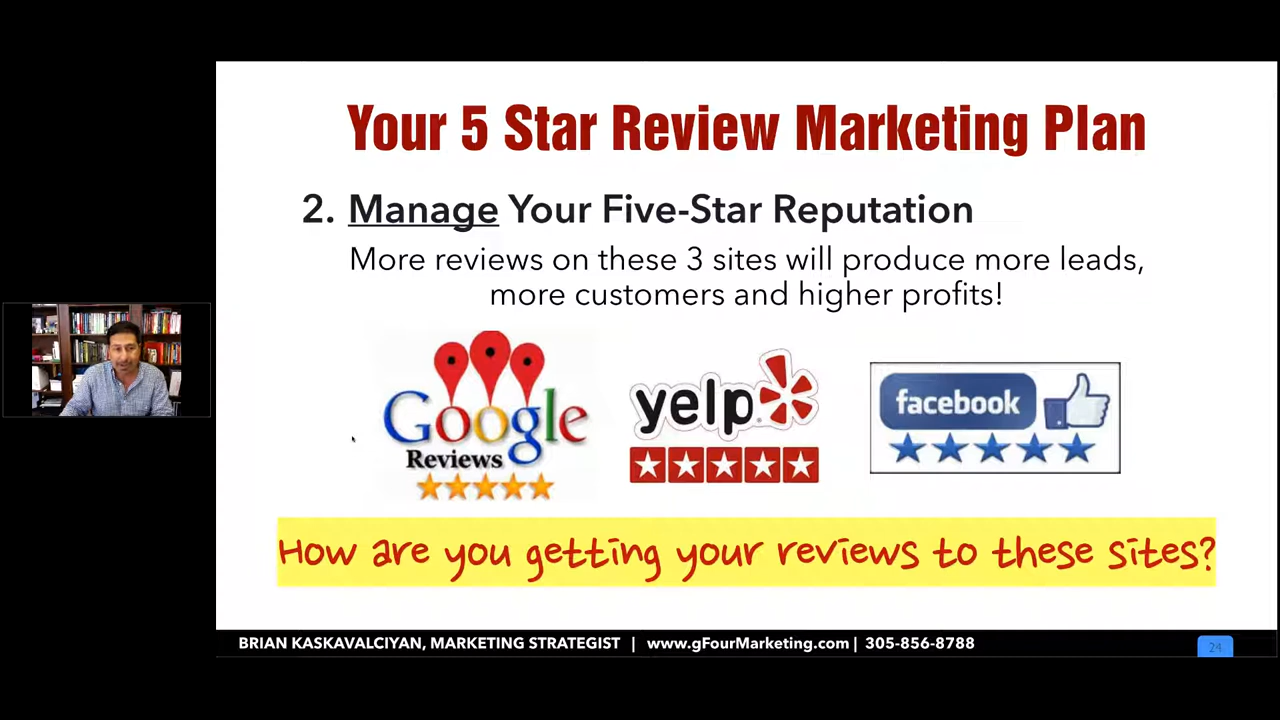 Your 5 Star Review Marketing Plan
2. Manage Your Five-Star Reputation
More reviews on these 3 sites will produce more leads,
more customers and higher profits!
Google
Reviews
yelp
facebook
How are you getting your reviews to these sites?
BRIAN KASKAVALCIYAN, MARKETING STRATEGIST | www.gFourMarketing.com | 305-856-8788
24